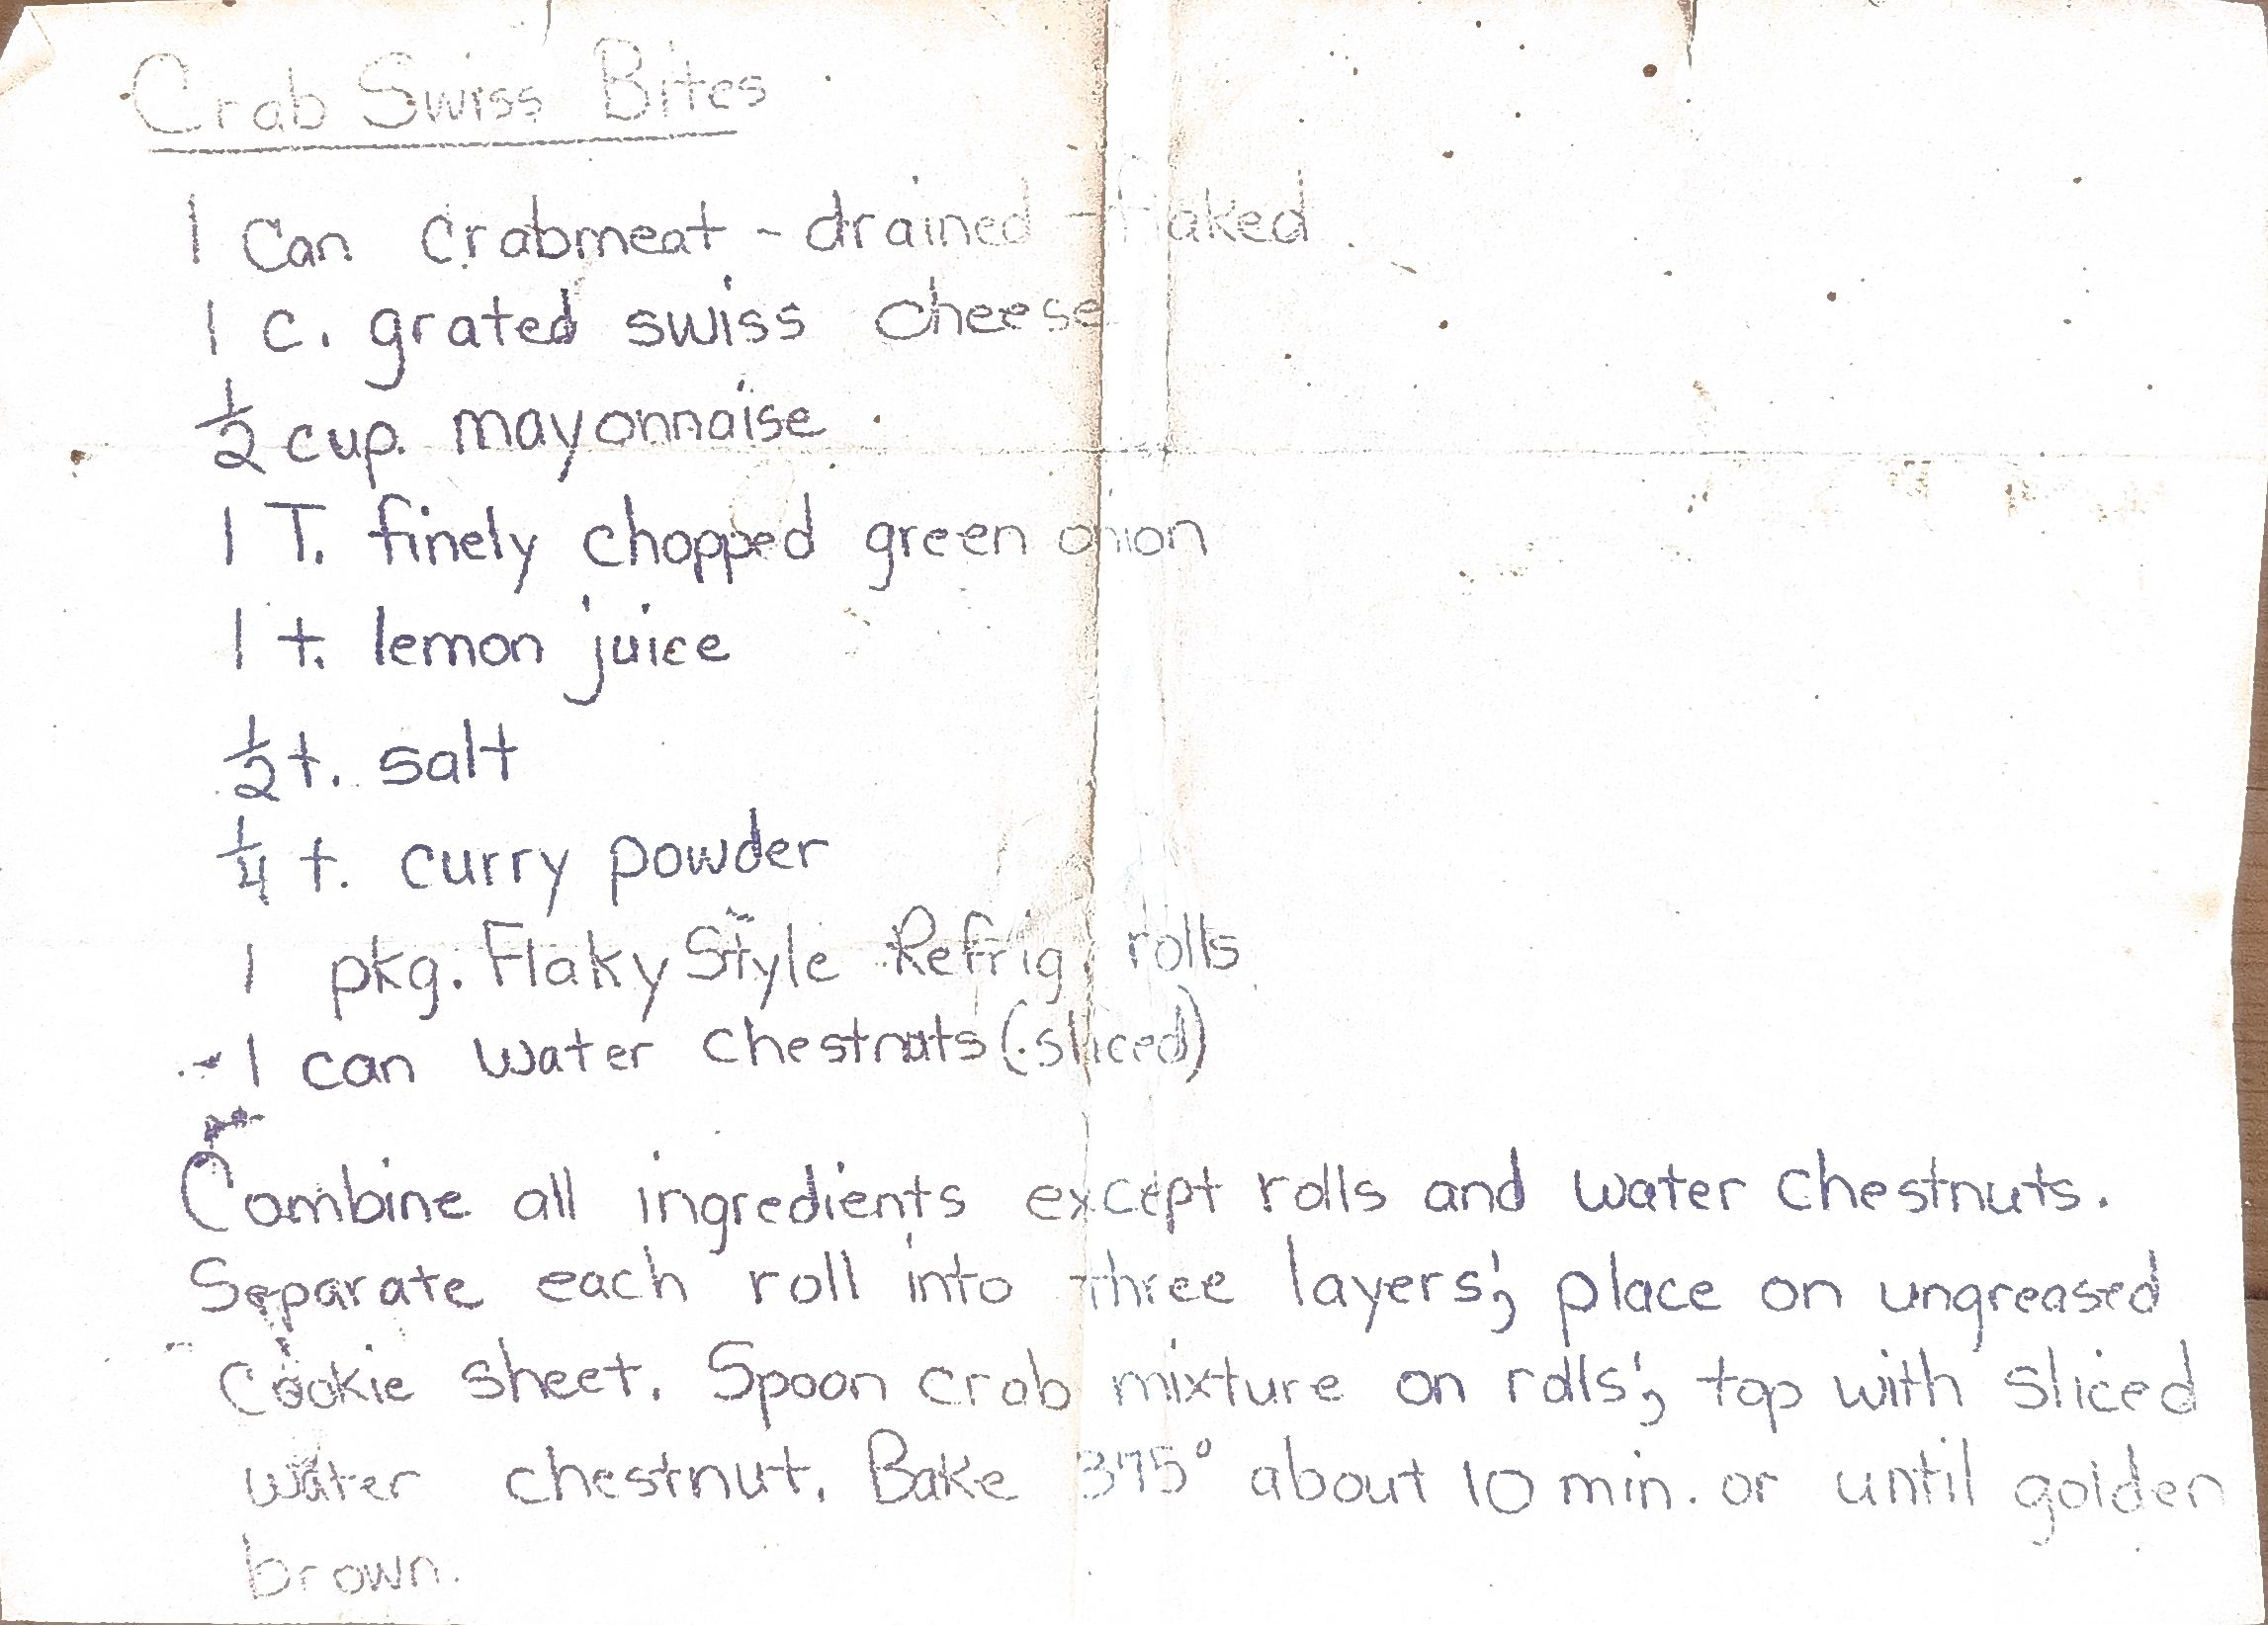 Crab Swiss Bites
1 Can Crabmeat - drained - flaked
1 c. grated swiss cheese
½ cup mayonnaise
1 T. finely chopped green onion
1 t. lemon juice
½ t. salt
¼ t. curry powder
1 pkg. Flaky Style Refrig. rolls
1 can water chestnuts (sliced)
Combine all ingredients except rolls and water chestnuts.
Separate each roll into three layers; place on ungreased
cookie sheet. Spoon crab mixture on rolls; top with sliced
water chestnut. Bake 375° about 10 min. or until golden
brown.